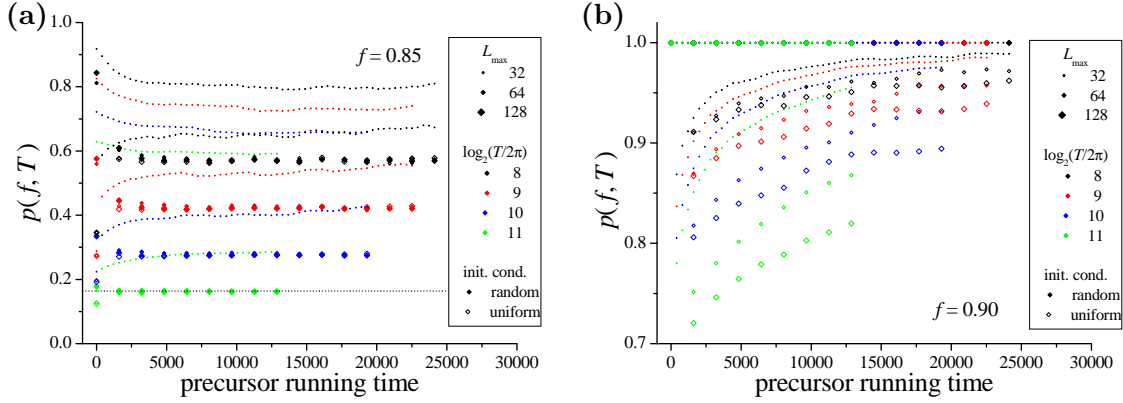 (a)
1.0
0.8
0.6
0.4
0.2
0.0
p(f, T)
f = 0.85
0 5000 10000 15000 20000 25000
precursor running time
Lmax
32
64
128
log2(T/2π)
8
9
10
11
init. cond.
random
uniform
(b)
1.0
0.9
0.8
0.7
p(f, T)
f = 0.90
0 5000 10000 15000 20000 25000 30000
precursor running time
Lmax
32
64
128
log2(T/2π)
8
9
10
11
init. cond.
random
uniform